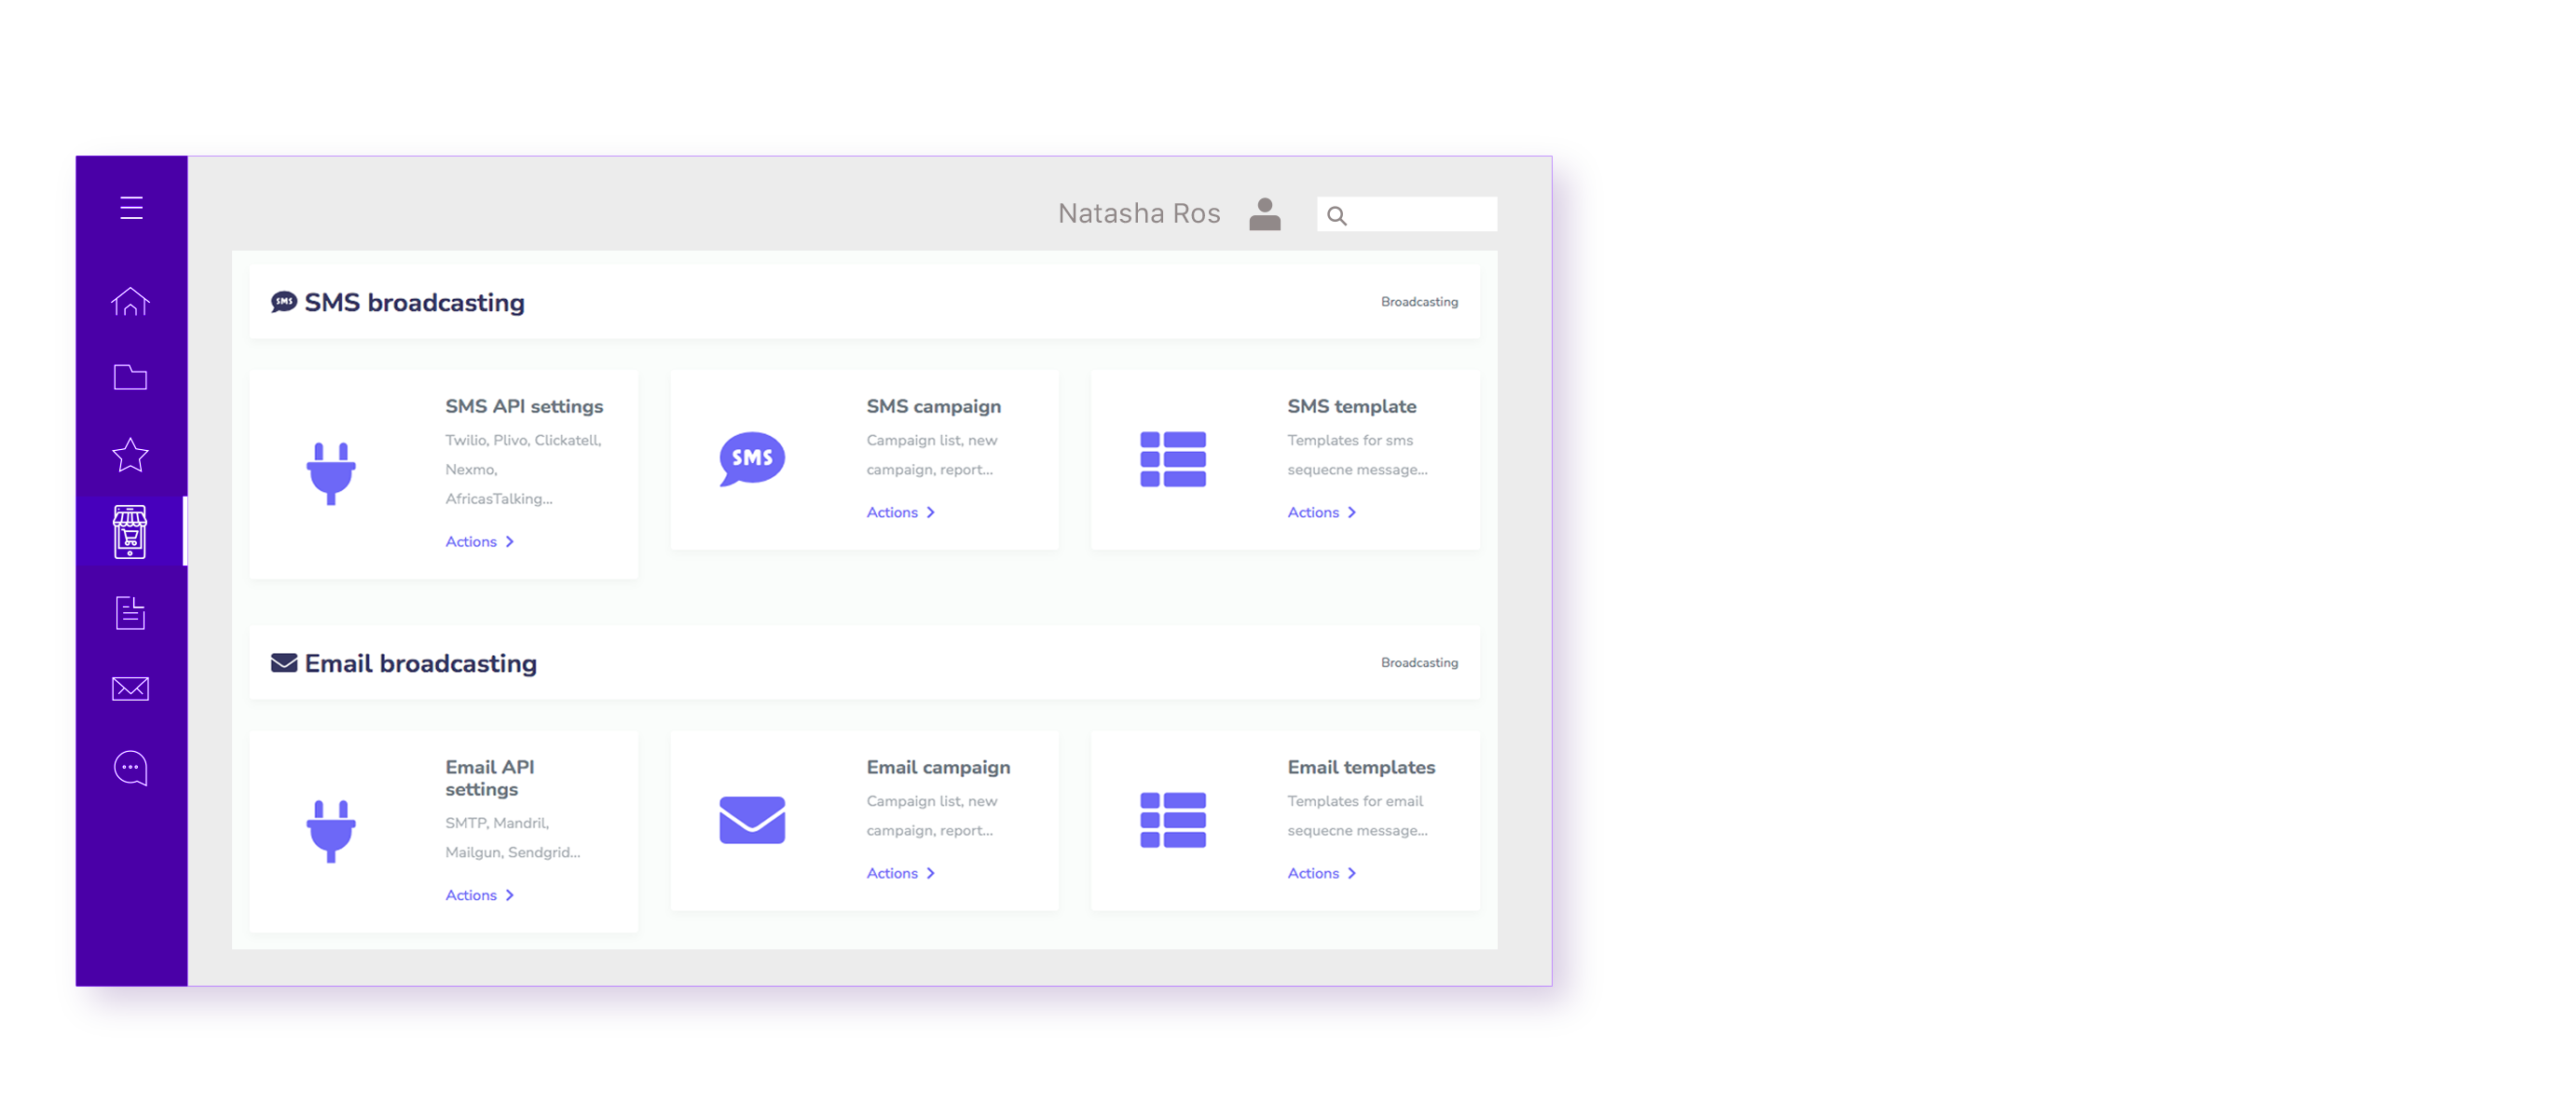 Natasha Ros
SMS SMS broadcasting
Broadcasting
SMS API settings
Twilio, Plivo, Clickatell,
Nexmo,
AfricasTalking...
Actions
SMS
SMS campaign
Campaign list, new
campaign, report...
Actions
SMS template
Templates for sms
sequecne message...
Actions
Email broadcasting
Broadcasting
Email API
settings
SMTP, Mandril,
Mailgun, Sendgrid...
Actions
Email campaign
Campaign list, new
campaign, report...
Actions
Email templates
Templates for email
sequecne message...
Actions